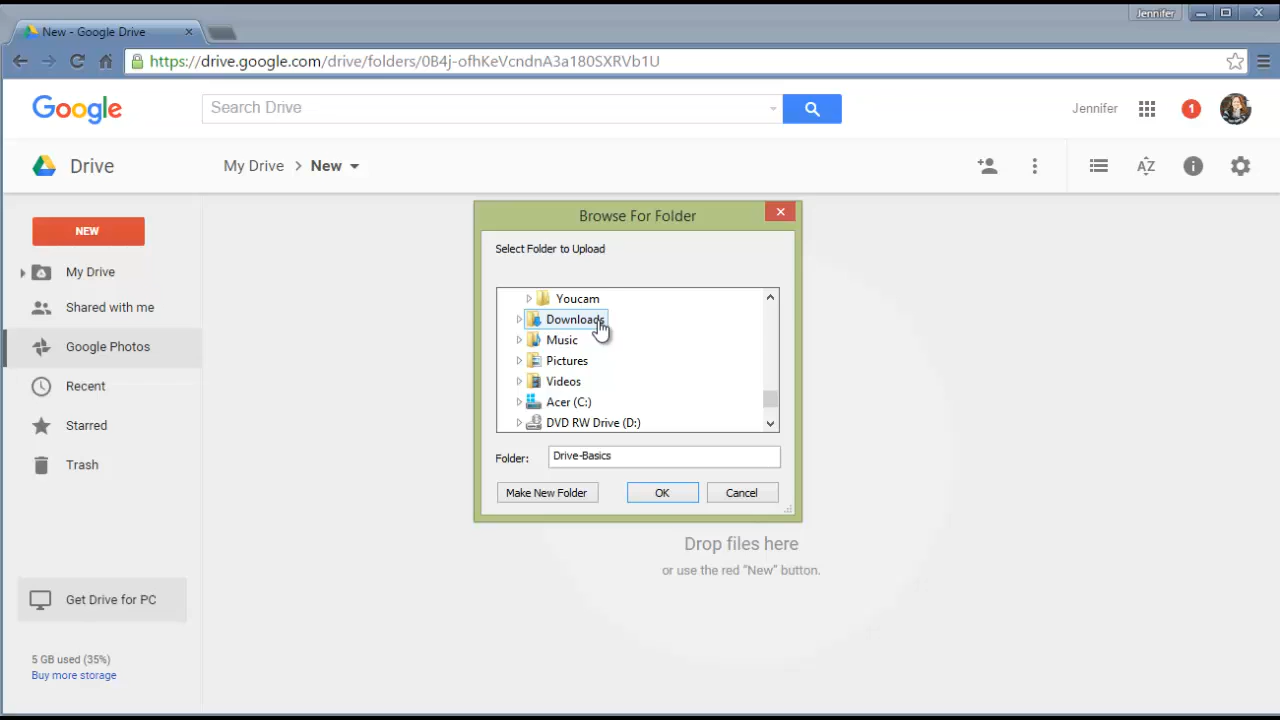 Jennifer
New - Google Drive
https://drive.google.com/drive/folders/0B4j-ofhKeVcndnA3a180SXRVb1U
Google
Search Drive
Jennifer
1
Drive
My Drive > New
AZ
NEW
My Drive
Shared with me
Google Photos
Recent
Starred
Trash
Get Drive for PC
5 GB used (35%)
Buy more storage
Browse For Folder
Select Folder to Upload
Youcam
Downloads
Music
Pictures
Videos
Acer (C:)
DVD RW Drive (D:)
Folder: Drive-Basics
Make New Folder OK Cancel
Drop files here
or use the red "New" button.